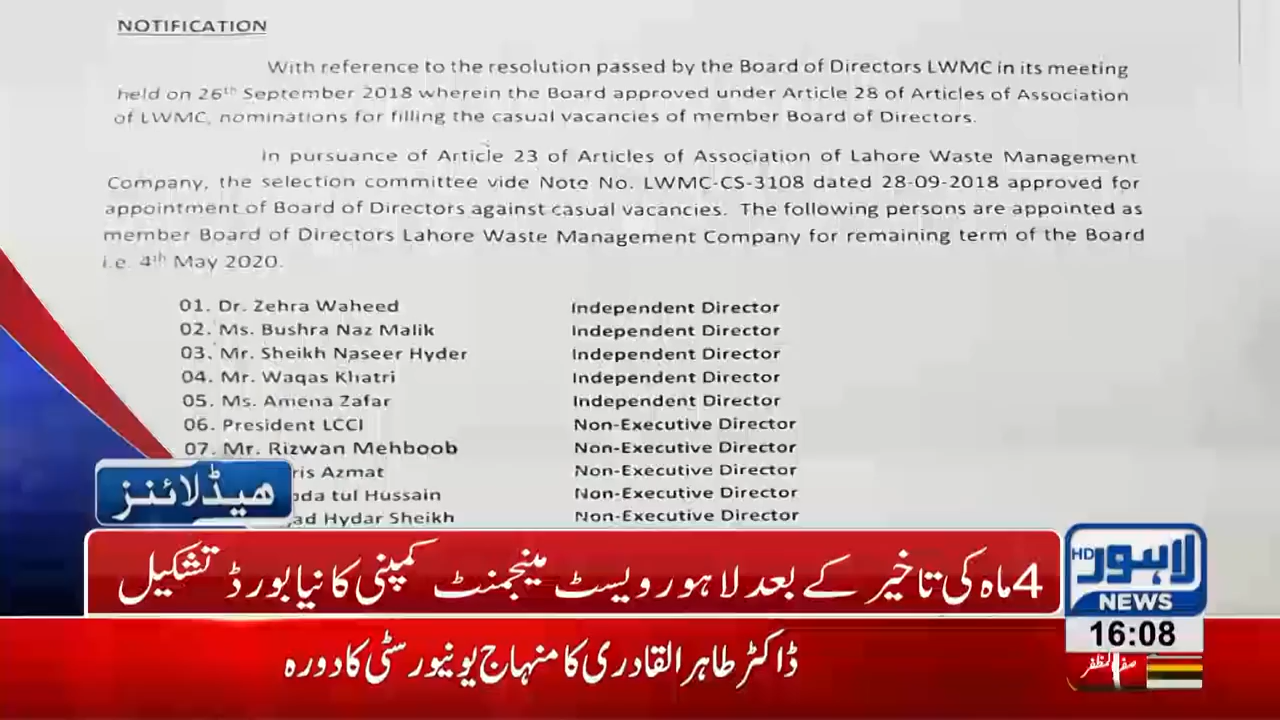 NOTIFICATION
With reference to the resolution passed by the Board of Directors LWMC in its meeting
held on 26th September 2018 wherein the Board approved under Article 28 of Articles of Association
of LWMC, nominations for filling the casual vacancies of member Board of Directors.
In pursuance of Article 23 of Articles of Association of Lahore Waste Management
Company, the selection committee vide Note No. LWMC-CS-3108 dated 28-09-2018 approved for
appointment of Board of Directors against casual vacancies. The following persons are appointed as
member Board of Directors Lahore Waste Management Company for remaining term of the Board
i.e. 4th May 2020.
01. Dr. Zehra Waheed Independent Director
02. Ms. Bushra Naz Malik Independent Director
03. Mr. Sheikh Naseer Hyder Independent Director
04. Mr. Waqas Khatri Independent Director
05. Ms. Amena Zafar Independent Director
06. President LCCI Non-Executive Director
07. Mr. Rizwan Mehboob Non-Executive Director
ris Azmat Non-Executive Director
tul Hussain Non-Executive Director
Hydar Sheikh Non-Executive Director
ھیڈلائنز
4 ماہ کی تاخیر کے بعد لاہور ویسٹ مینجمنٹ کمپنی کا نیا بورڈ تشکیل
لاہور HD
NEWS
16:08
ڈاکٹر طاہر القادری کا منہاج یونیورسٹی کا دورہ
صفر المظفر